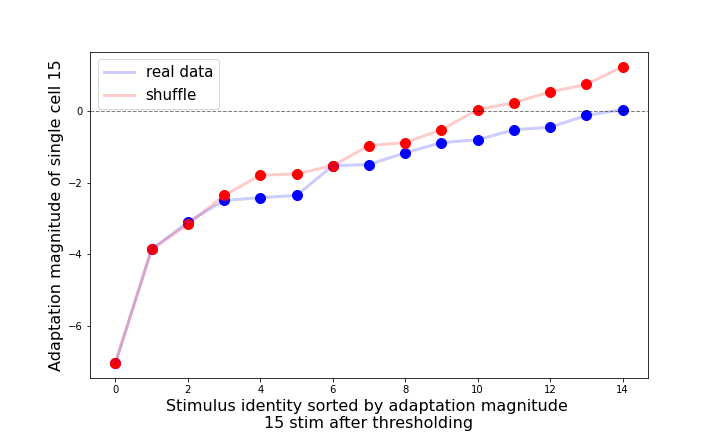 real data
shuffle
Adaptation magnitude of single cell 15
0
−2
−4
−6
0 2 4 6 8 10 12 14
Stimulus identity sorted by adaptation magnitude
15 stim after thresholding